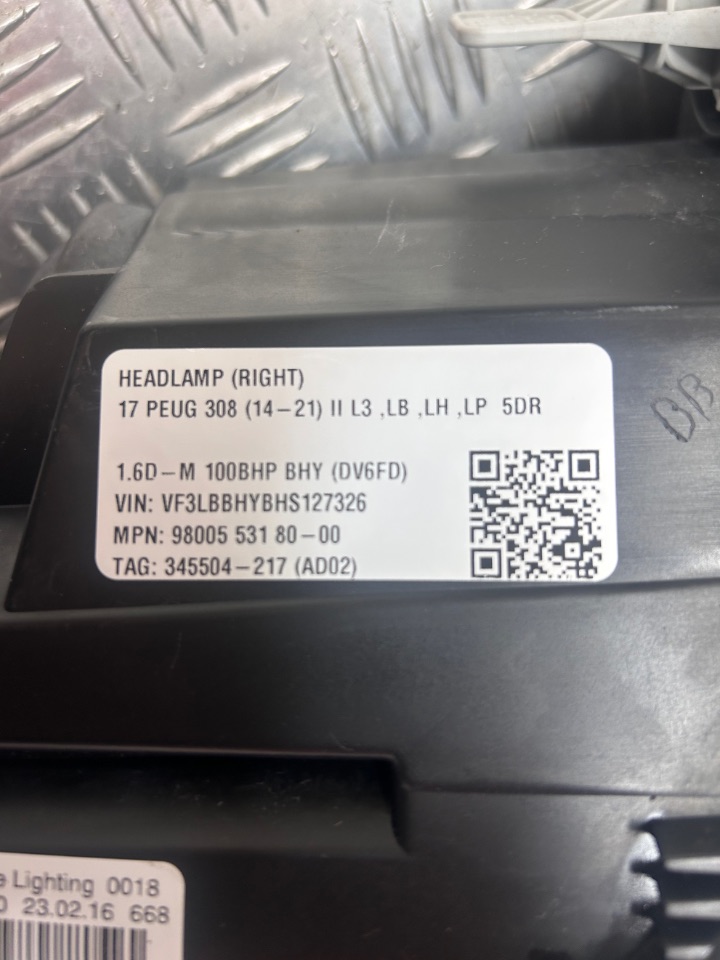 HEADLAMP (RIGHT)
17 PEUG 308 (14-21) II L3 ,LB ,LH ,LP 5DR
1.6D-M 100BHP BHY (DV6FD)
VIN: VF3LBBHYBHS127326
MPN: 98005 531 80-00
TAG: 345504-217 (AD02)
BB
e Lighting 0018
0 23.02.16 668